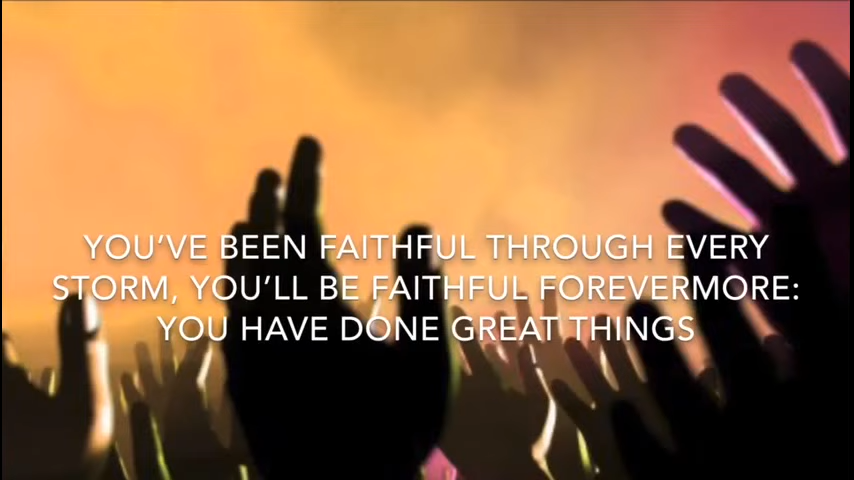 YOU'VE BEEN FAITHFUL THROUGH EVERY
STORM, YOU'LL BE FAITHFUL FOREVERMORE:
YOU HAVE DONE GREAT THINGS